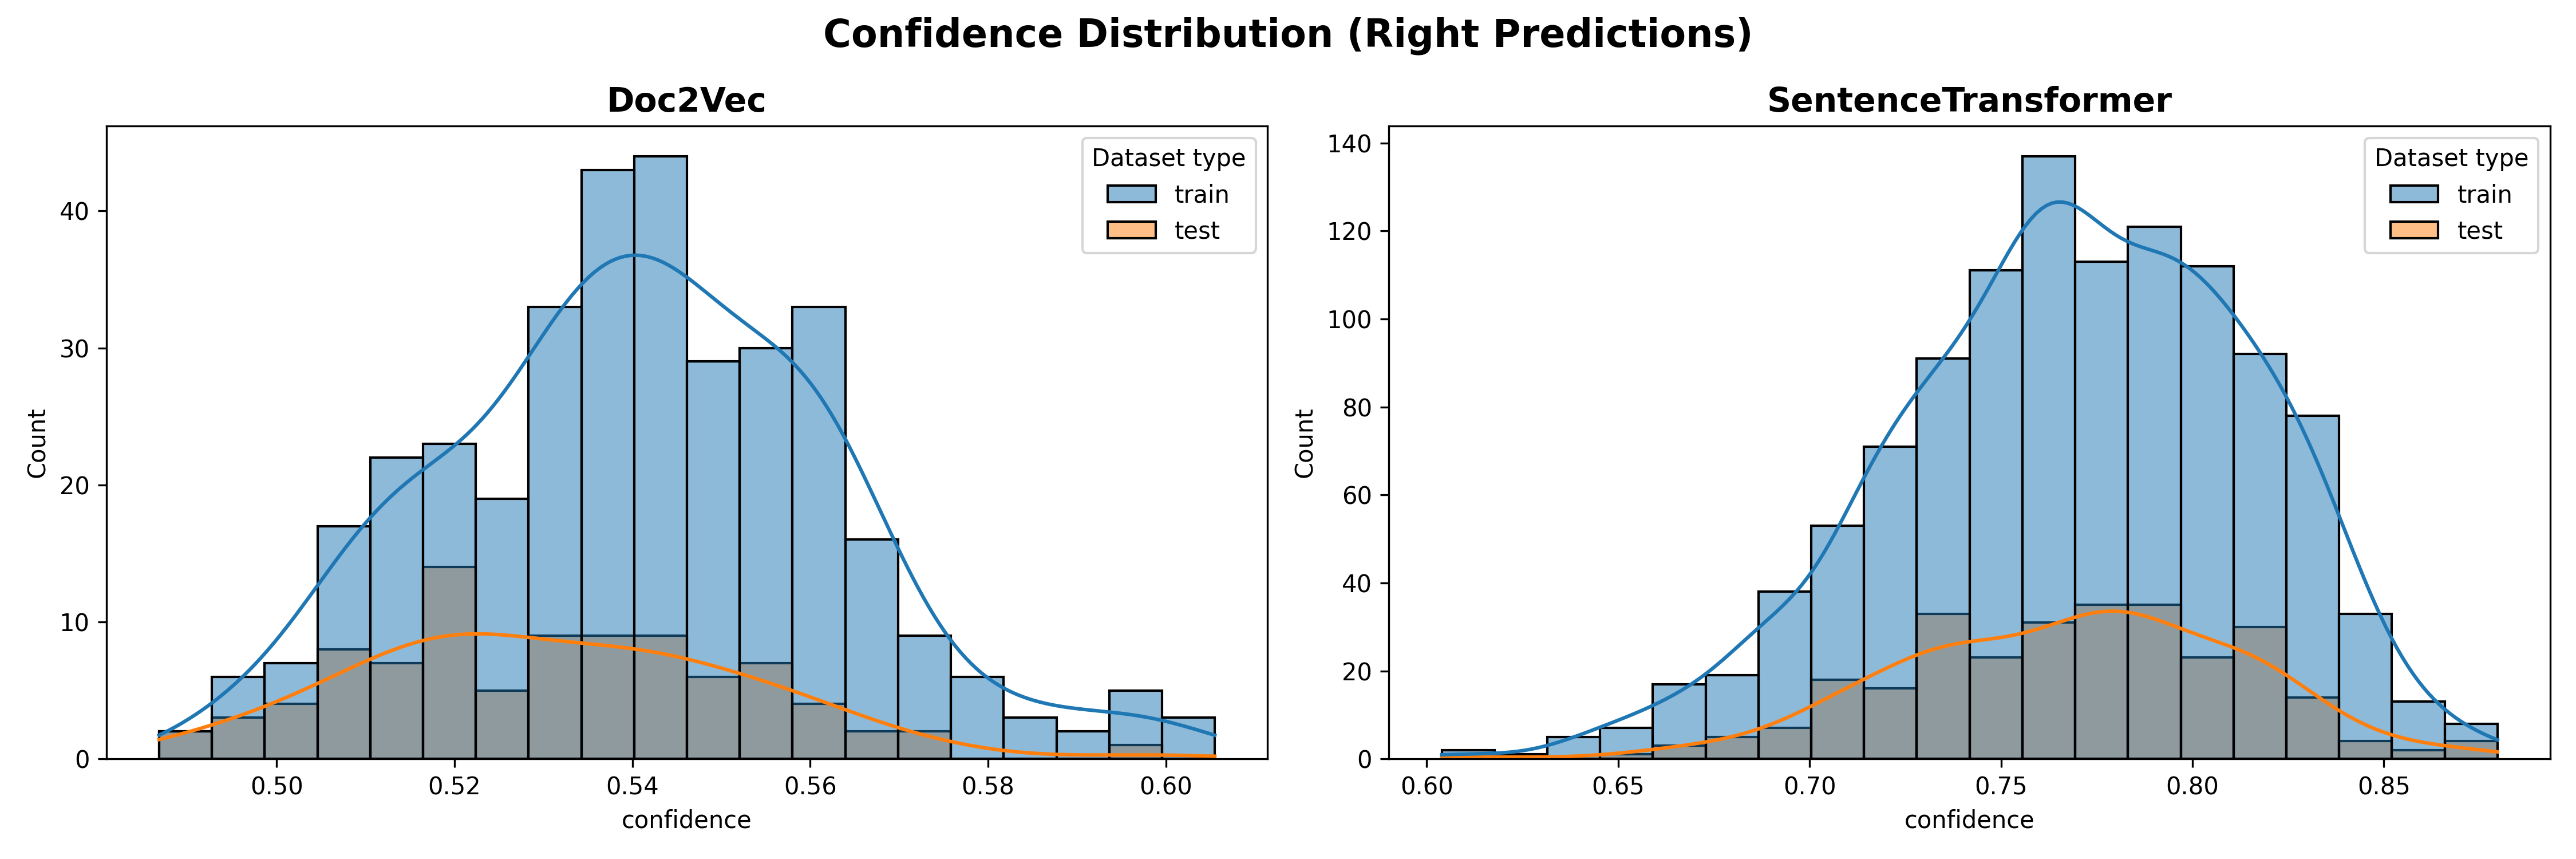 Confidence Distribution (Right Predictions)
Doc2Vec
Dataset type
train
test
40
30
20
10
0
Count
0.50 0.52 0.54 0.56 0.58 0.60
confidence
SentenceTransformer
Dataset type
train
test
140
120
100
80
60
40
20
0
Count
0.60 0.65 0.70 0.75 0.80 0.85
confidence